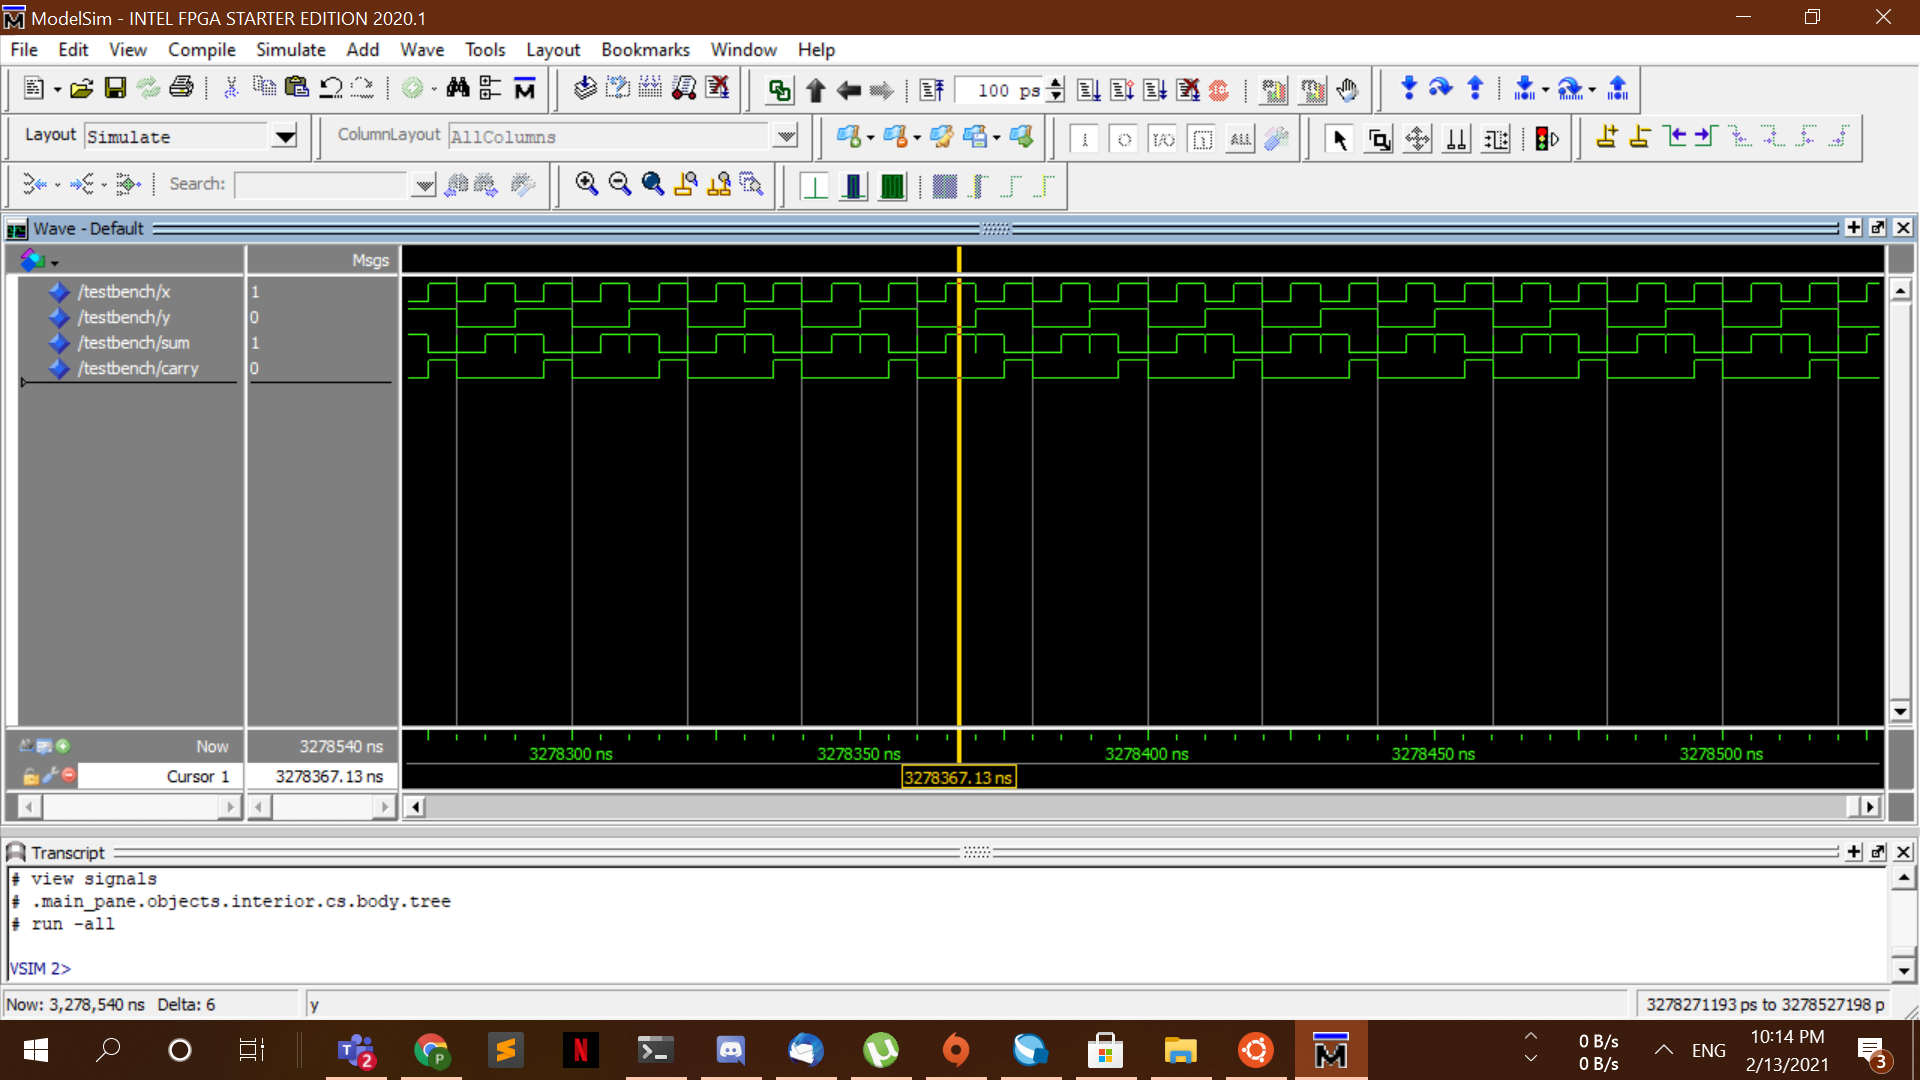 ModelSim - INTEL FPGA STARTER EDITION 2020.1
File Edit View Compile Simulate Add Wave Tools Layout Bookmarks Window Help
100 ps
Layout Simulate ColumnLayout AllColumns
ALL
Search:
Wave - Default
Msgs
/testbench/x 1
/testbench/y 0
/testbench/sum 1
/testbench/carry 0
Now 3278540 ns 3278300 ns 3278350 ns 3278400 ns 3278450 ns 3278500 ns
Cursor 1 3278367.13 ns 3278367.13 ns
Transcript
# view signals
# .main_pane.objects.interior.cs.body.tree
# run -all
VSIM 2>
Now: 3,278,540 ns Delta: 6 y 3278271193 ps to 3278527198 p
0 B/s
0 B/s
ENG
10:14 PM
2/13/2021
2
3